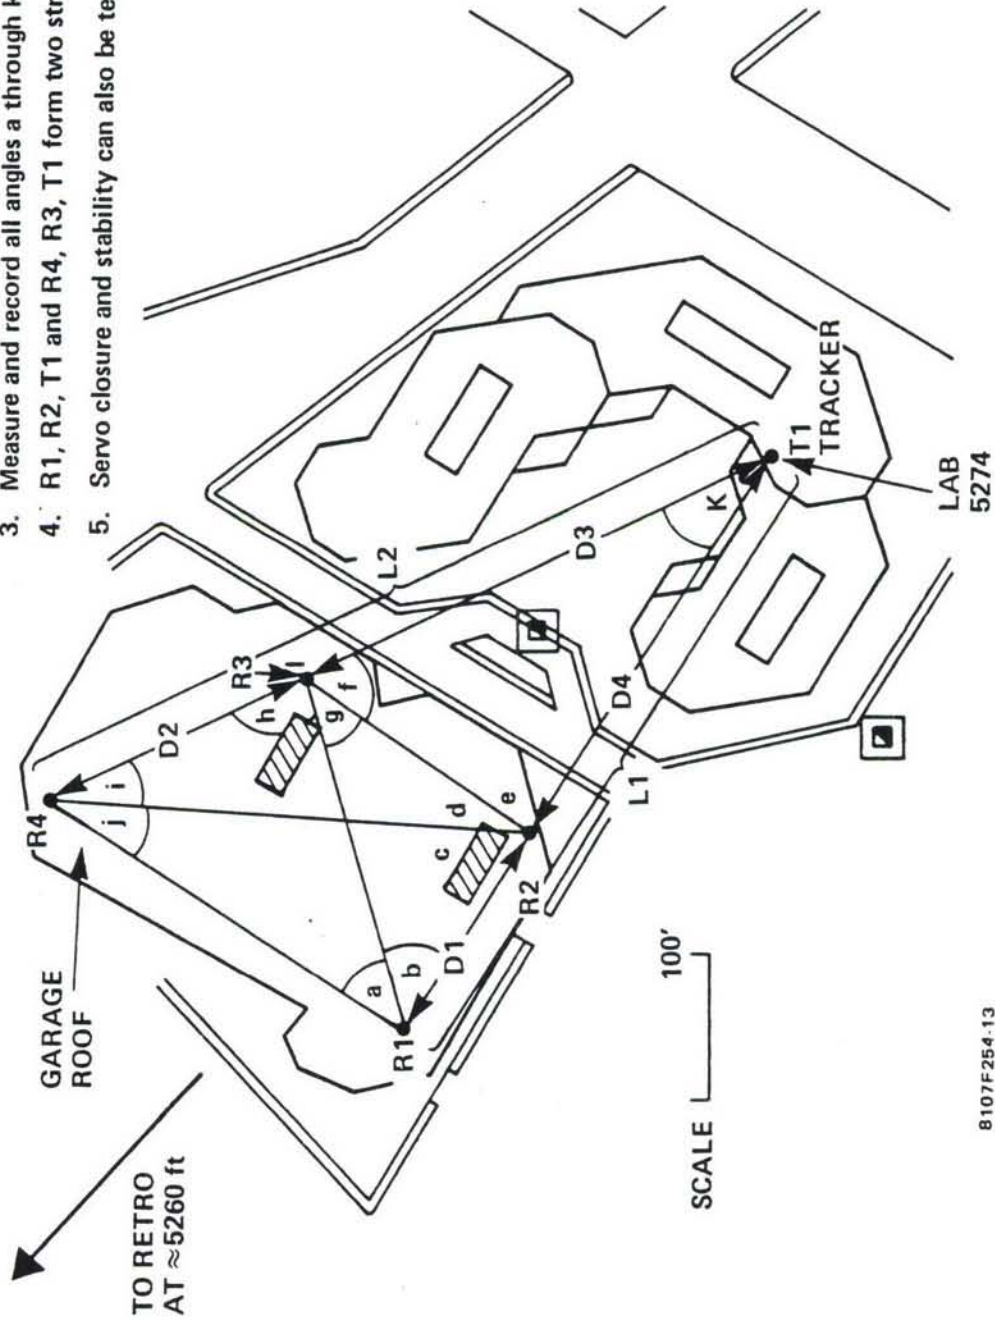 3. Measure and record all angles a through k
4. R1, R2, T1 and R4, R3, T1 form two str
5. Servo closure and stability can also be te
TO RETRO
AT ≈5260 ft
GARAGE
ROOF
R4
j
i
D2
h
R3
l
g
f
a
b
R1
D1
c
d
e
R2
L2
D3
K
D4
L1
T1
TRACKER
LAB
5274
SCALE
100'
8107F254-13